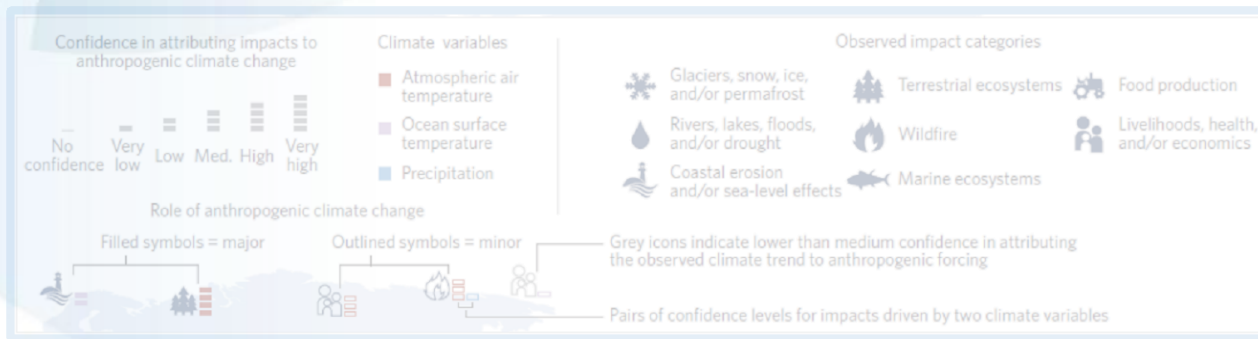 Confidence in attributing impacts to
anthropogenic climate change
No
confidence
Very
low
Low
Med.
High
Very
high
Climate variables
Atmospheric air
temperature
Ocean surface
temperature
Precipitation
Role of anthropogenic climate change
Filled symbols = major
Outlined symbols = minor
Observed impact categories
Glaciers, snow, ice,
and/or permafrost
Rivers, lakes, floods,
and/or drought
Coastal erosion
and/or sea-level effects
Terrestrial ecosystems
Wildfire
Marine ecosystems
Food production
Livelihoods, health,
and/or economics
Grey icons indicate lower than medium confidence in attributing
the observed climate trend to anthropogenic forcing
Pairs of confidence levels for impacts driven by two climate variables